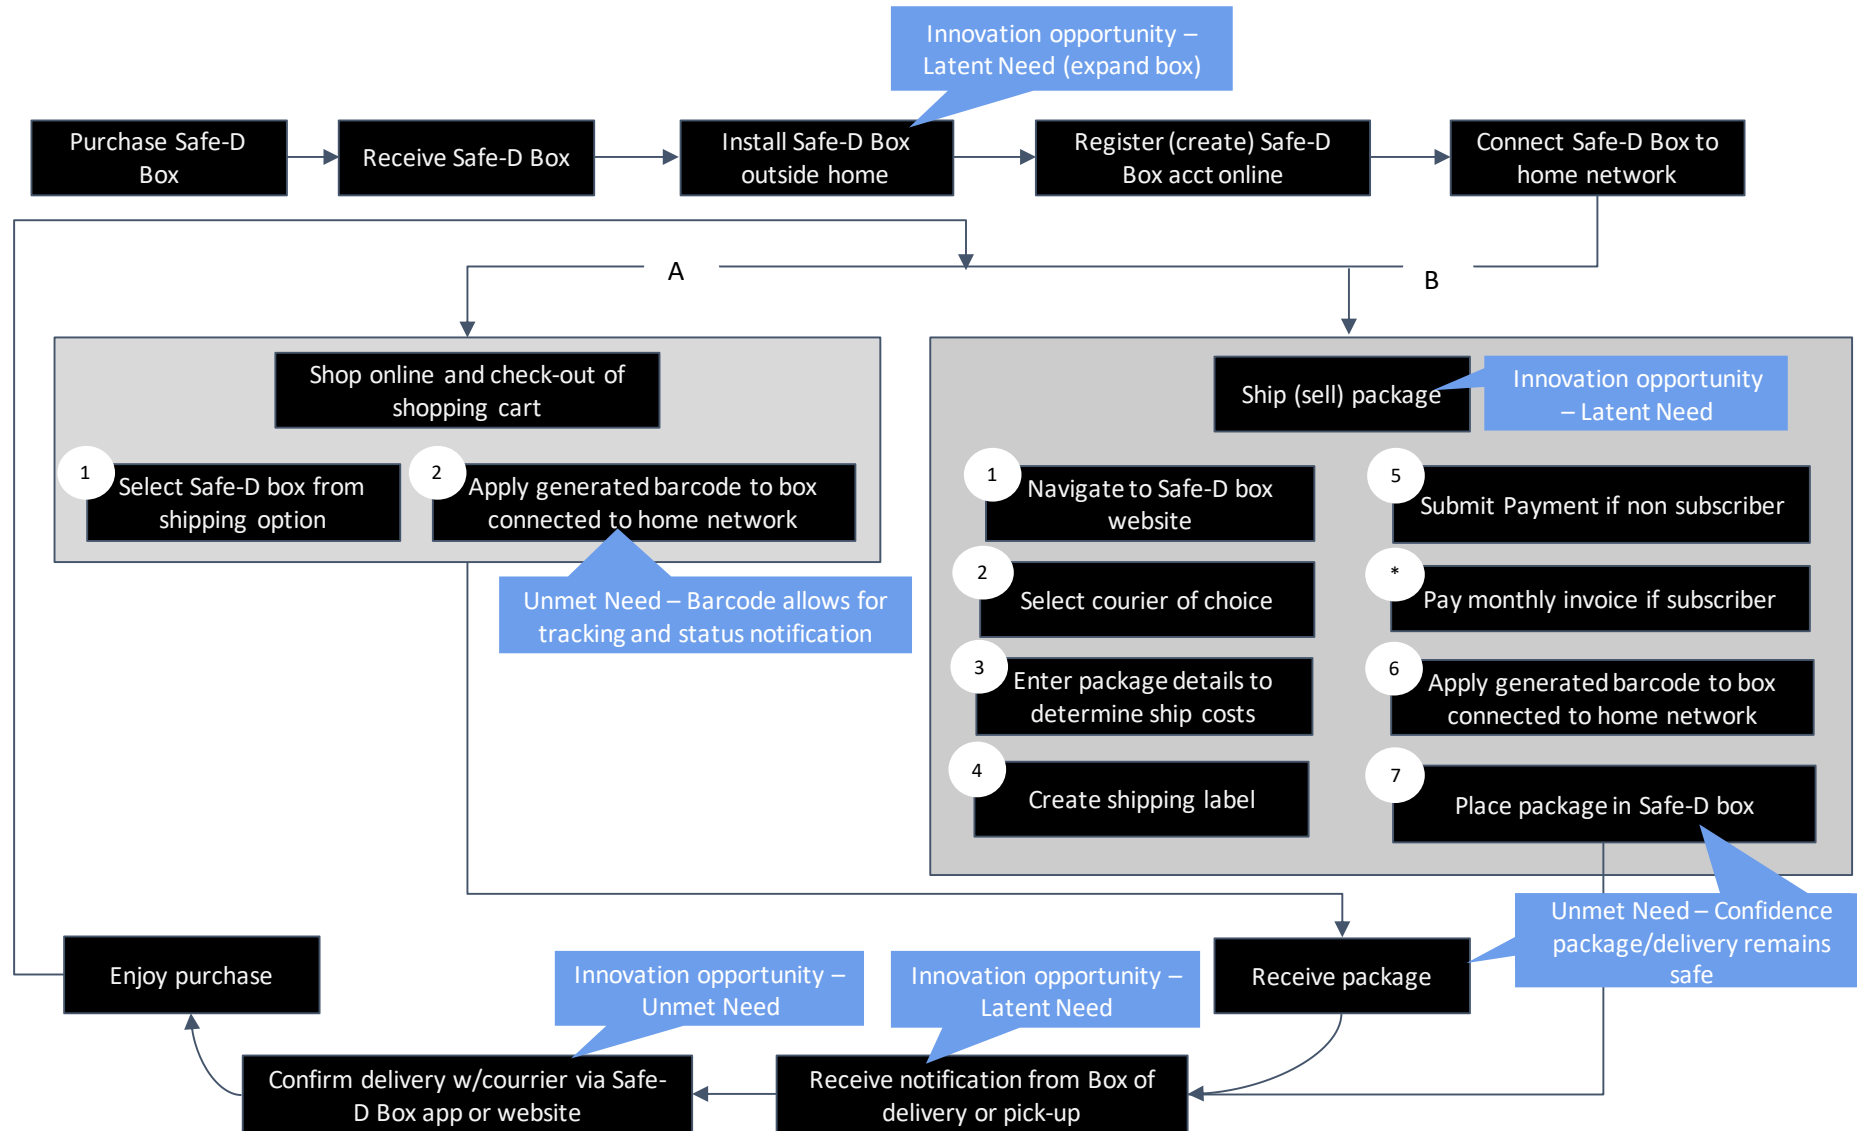 Innovation opportunity –
Latent Need (expand box)
Purchase Safe-D
Box
Receive Safe-D Box
Install Safe-D Box
outside home
Register (create) Safe-D
Box acct online
Connect Safe-D Box to
home network
A
B
Shop online and check-out of
shopping cart
1
Select Safe-D box from
shipping option
2
Apply generated barcode to box
connected to home network
Unmet Need – Barcode allows for
tracking and status notification
Ship (sell) package
Innovation opportunity
– Latent Need
1
Navigate to Safe-D box
website
2
Select courier of choice
3
Enter package details to
determine ship costs
4
Create shipping label
5
Submit Payment if non subscriber
*
Pay monthly invoice if subscriber
6
Apply generated barcode to box
connected to home network
7
Place package in Safe-D box
Unmet Need – Confidence
package/delivery remains
safe
Receive package
Innovation opportunity –
Latent Need
Innovation opportunity –
Unmet Need
Enjoy purchase
Confirm delivery w/courrier via Safe-
D Box app or website
Receive notification from Box of
delivery or pick-up